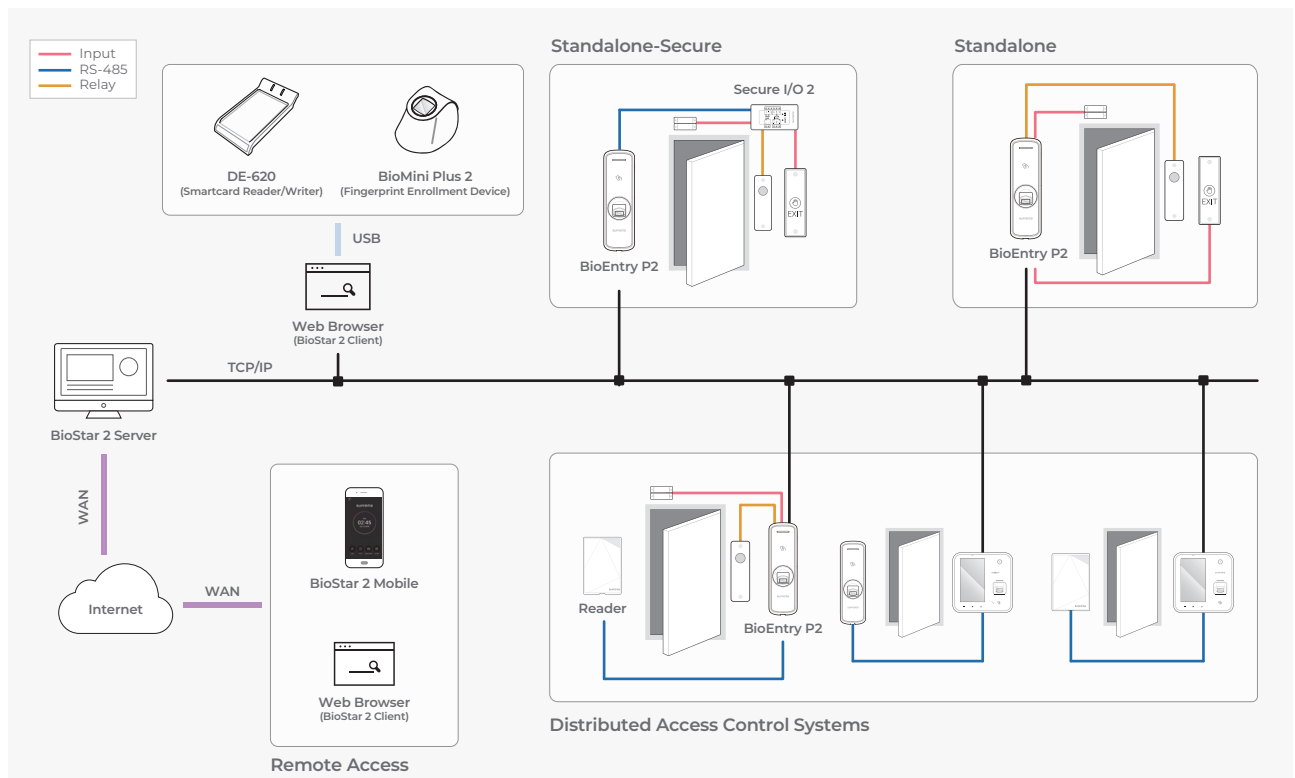 Input
RS-485
Relay
DE-620
(Smartcard Reader/Writer)
BioMini Plus 2
(Fingerprint Enrollment Device)
USB
Web Browser
(BioStar 2 Client)
Standalone-Secure
Secure I/O 2
EXIT
BioEntry P2
Standalone
EXIT
BioEntry P2
TCP/IP
BioStar 2 Server
WAN
Internet
WAN
02:45
BioStar 2 Mobile
Web Browser
(BioStar 2 Client)
Remote Access
Reader
BioEntry P2
Distributed Access Control Systems